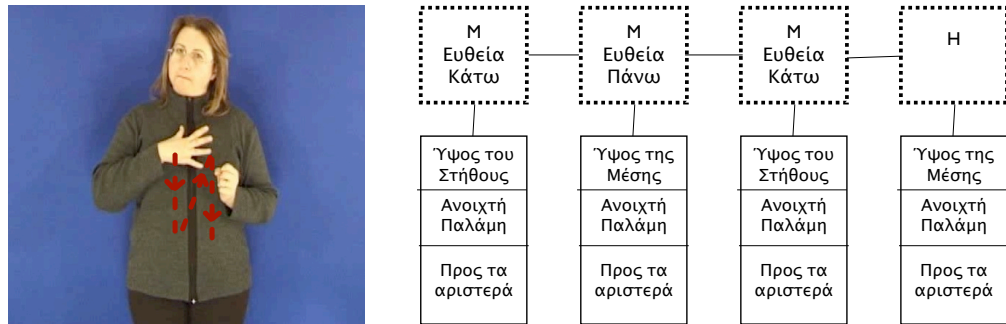 Μ
Ευθεία
Κάτω
Μ
Ευθεία
Πάνω
Μ
Ευθεία
Κάτω
Η
Ύψος του
Στήθους
Ανοιχτή
Παλάμη
Προς τα
αριστερά
Ύψος της
Μέσης
Ανοιχτή
Παλάμη
Προς τα
αριστερά
Ύψος του
Στήθους
Ανοιχτή
Παλάμη
Προς τα
αριστερά
Ύψος της
Μέσης
Ανοιχτή
Παλάμη
Προς τα
αριστερά